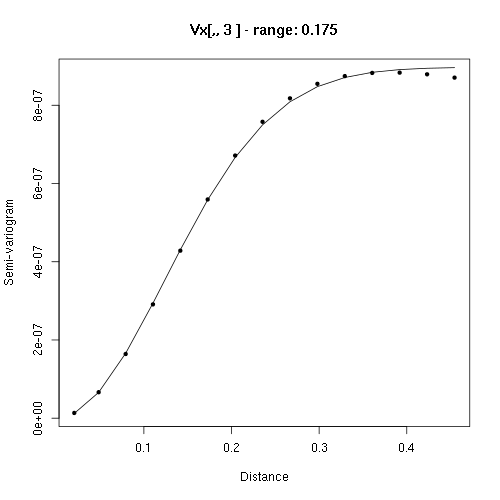 Vx[,, 3 ] - range: 0.175
Semi-variogram
8e-07
6e-07
4e-07
2e-07
0e+00
0.1 0.2 0.3 0.4
Distance